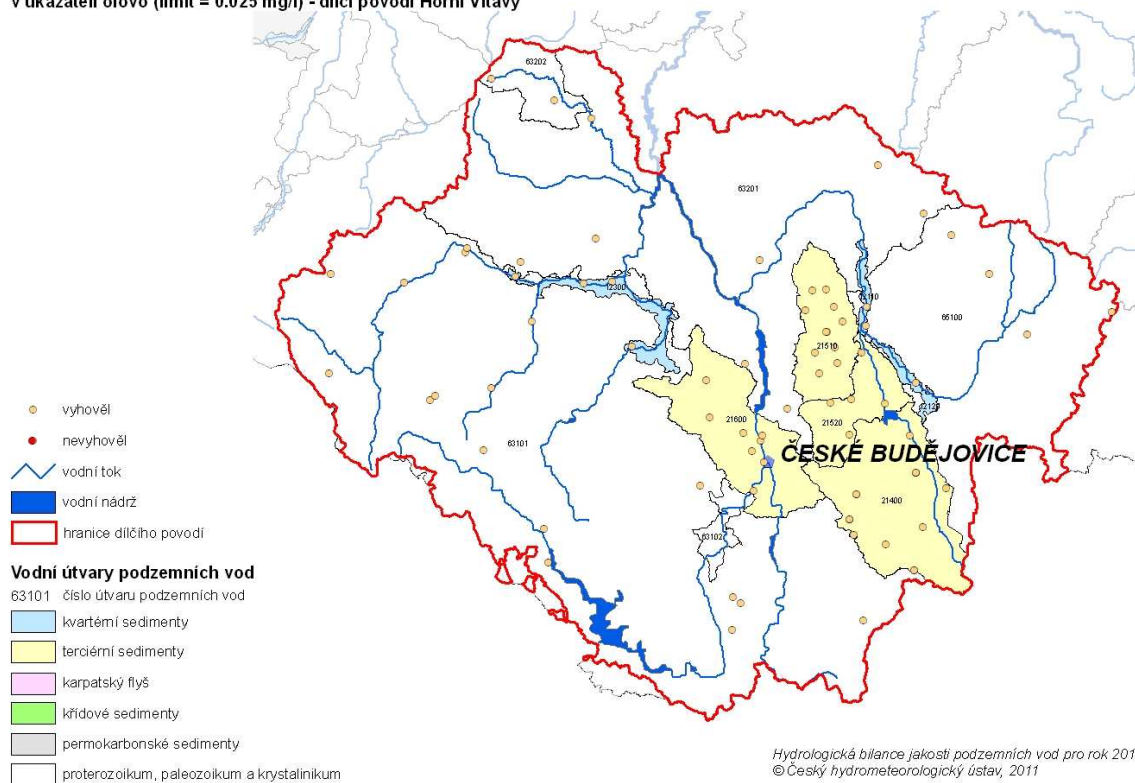 v ukazateli olovo (limit = 0.025 mg/l) - dílčí povodí Horní Vltavy
63202
63201
12300
12110
65100
21510
12120
21600
21520
ČESKÉ BUDĚJOVICE
63101
21400
63102
vyhověl
nevyhověl
vodní tok
vodní nádrž
hranice dílčího povodí
Vodní útvary podzemních vod
63101 číslo útvaru podzemních vod
kvartérní sedimenty
terciérní sedimenty
karpatský flyš
křídové sedimenty
permokarbonské sedimenty
proterozoikum, paleozoikum a krystalinikum
Hydrologická bilance jakosti podzemních vod pro rok 201
© Český hydrometeorologický ústav, 2011